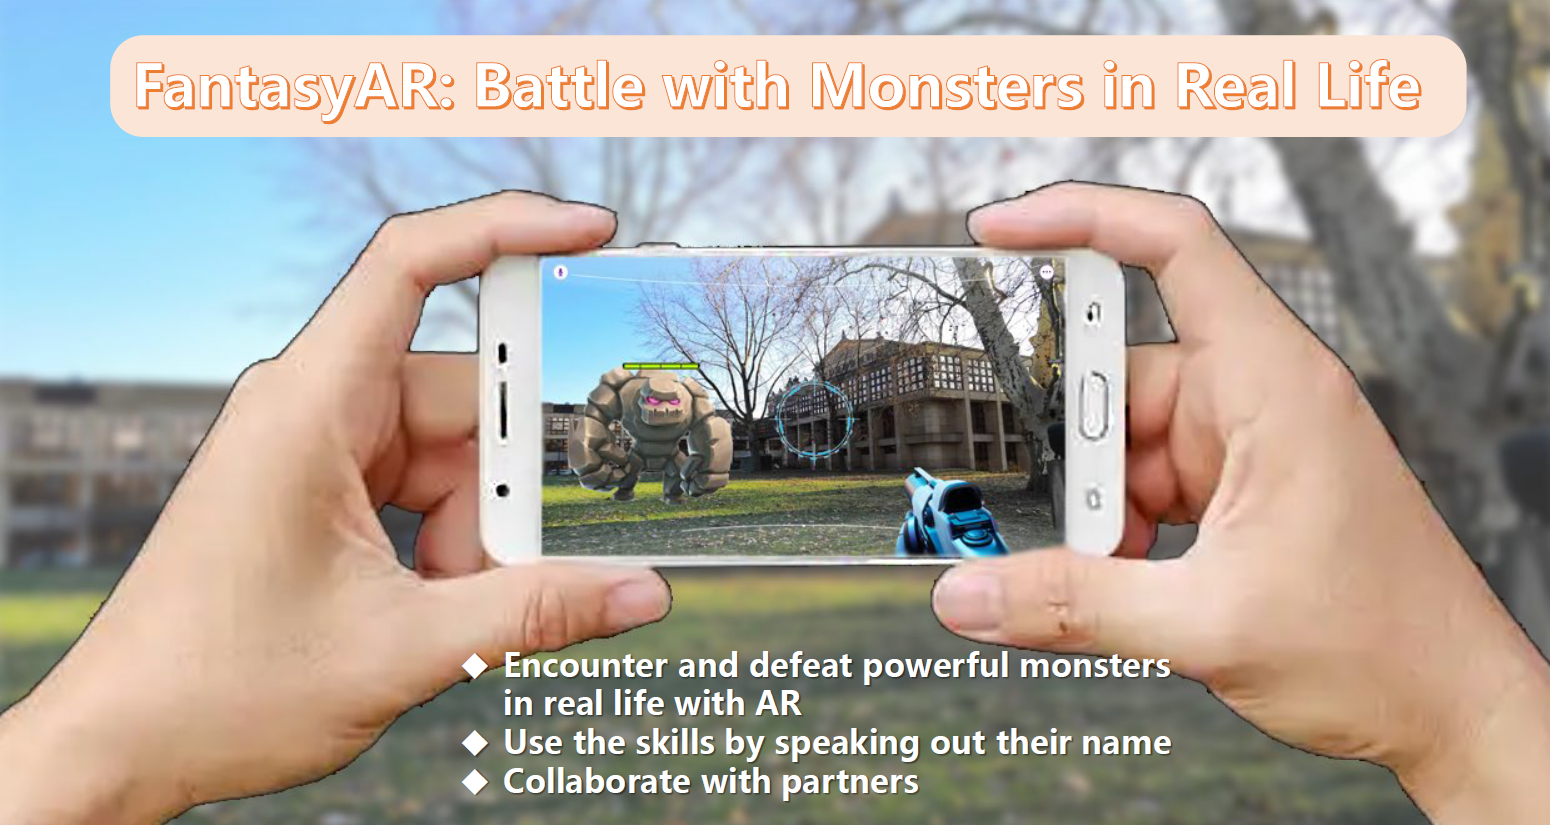 FantasyAR: Battle with Monsters in Real Life
◆ Encounter and defeat powerful monsters
in real life with AR
◆ Use the skills by speaking out their name
◆ Collaborate with partners